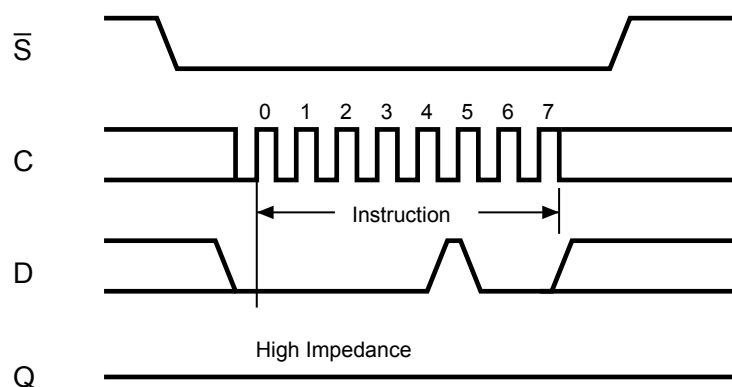 S̅
0 1 2 3 4 5 6 7
C
Instruction
D
High Impedance
Q